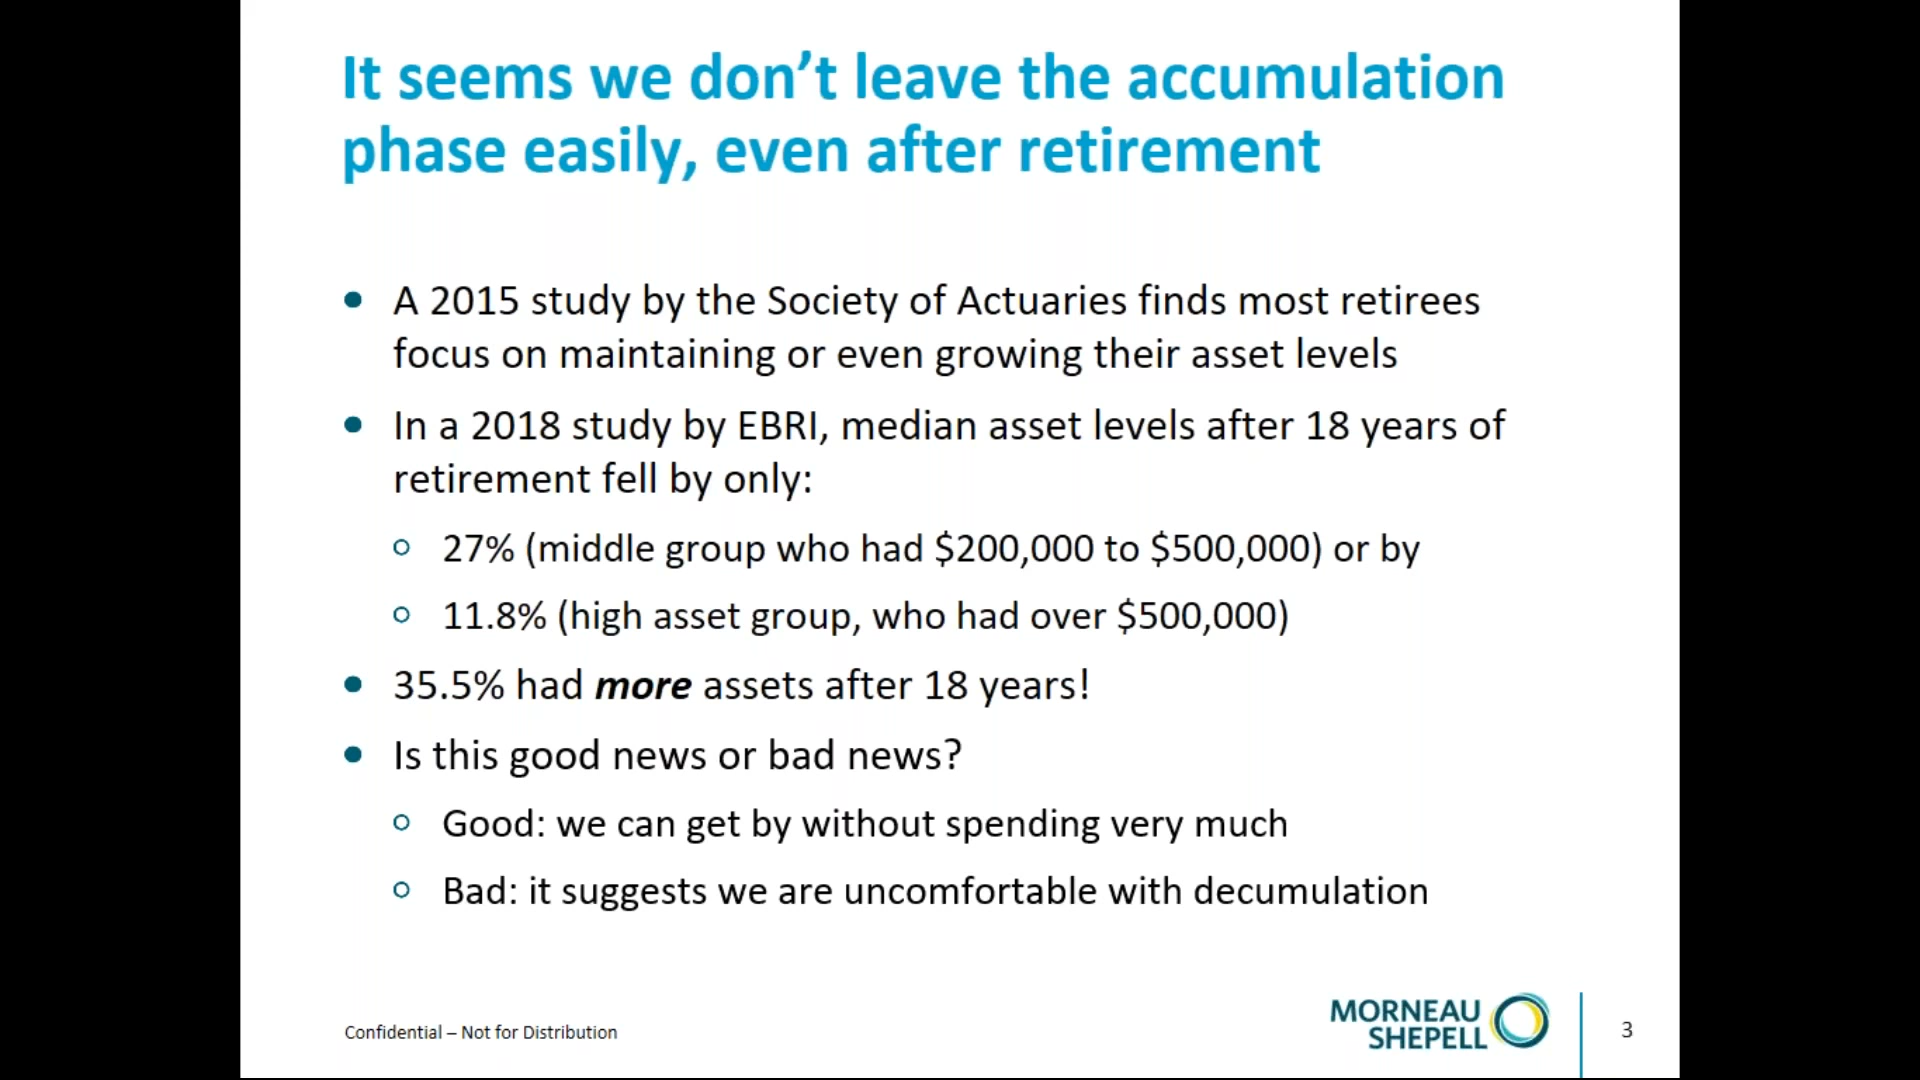 It seems we don’t leave the accumulation
phase easily, even after retirement
A 2015 study by the Society of Actuaries finds most retirees
focus on maintaining or even growing their asset levels
In a 2018 study by EBRI, median asset levels after 18 years of
retirement fell by only:
27% (middle group who had $200,000 to $500,000) or by
11.8% (high asset group, who had over $500,000)
35.5% had more assets after 18 years!
Is this good news or bad news?
Good: we can get by without spending very much
Bad: it suggests we are uncomfortable with decumulation
Confidential – Not for Distribution
MORNEAU
SHEPELL
3